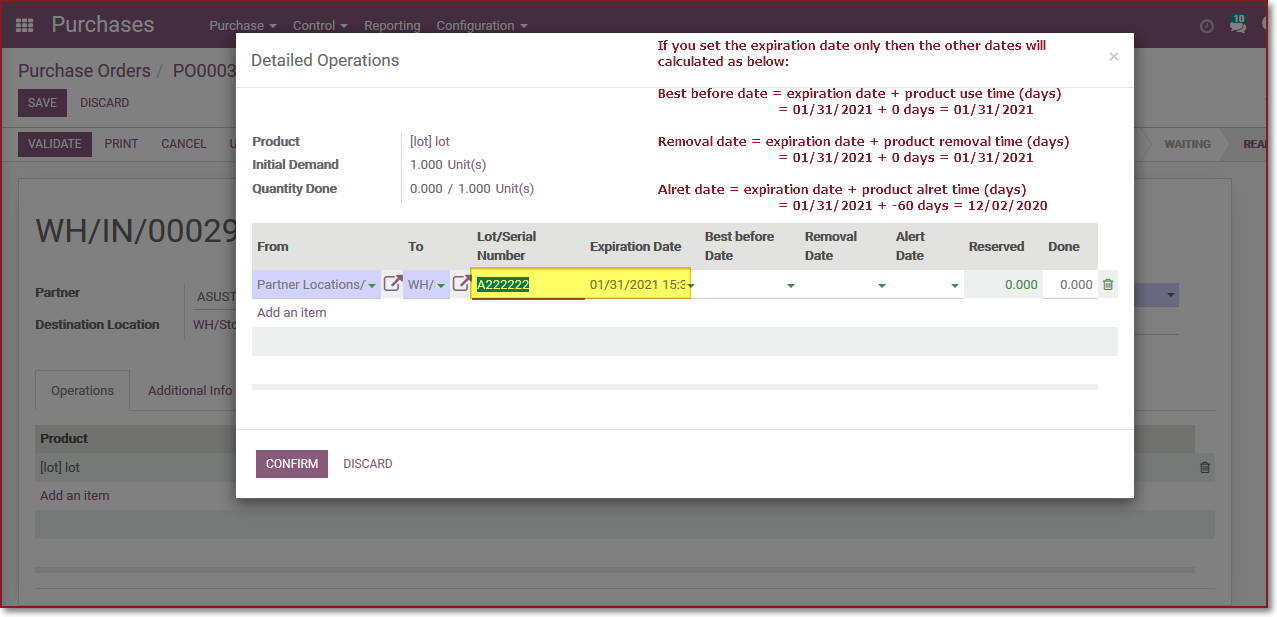 Purchases
Purchase Control Reporting Configuration
10
Purchase Orders / PO0003
SAVE DISCARD
VALIDATE PRINT CANCEL
WAITING
WH/IN/00029
Partner
Destination Location WH/Sto
Operations Additional Info
Product
[lot] lot
Add an item
Detailed Operations
×
If you set the expiration date only then the other dates will
calculated as below:
Best before date = expiration date + product use time (days)
= 01/31/2021 + 0 days = 01/31/2021
Removal date = expiration date + product removal time (days)
= 01/31/2021 + 0 days = 01/31/2021
Alret date = expiration date + product alret time (days)
= 01/31/2021 + -60 days = 12/02/2020
Product [lot] lot
Initial Demand 1.000 Unit(s)
Quantity Done 0.000 / 1.000 Unit(s)
From To Lot/Serial Number Expiration Date Best before Date Removal Date Alert Date Reserved Done
Partner Locations/ WH/ A222222 01/31/2021 15:3 0.000 0.000
Add an item
CONFIRM DISCARD